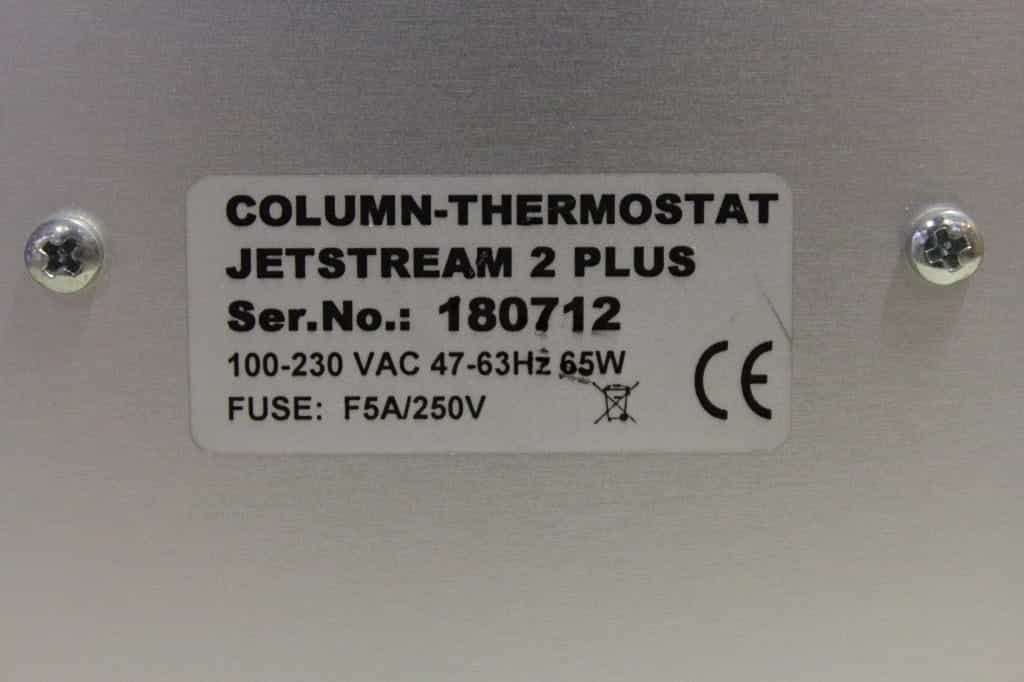 COLUMN-THERMOSTAT
JETSTREAM 2 PLUS
Ser.No.: 180712
100-230 VAC 47-63Hz 65W
FUSE: F5A/250V
CE